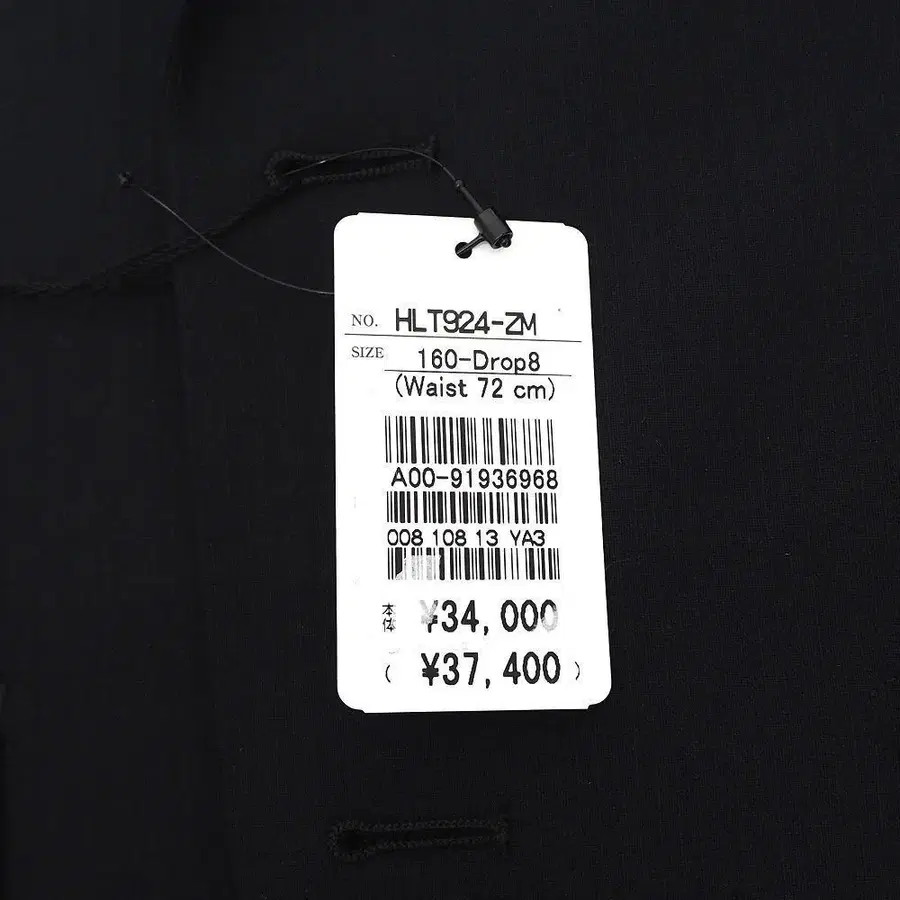 NO. HLT924-ZM
SIZE 160-Drop8
(Waist 72 cm)
A00-91936968
008 108 13 YA3
本体 ¥34,000
( ¥37,400 )